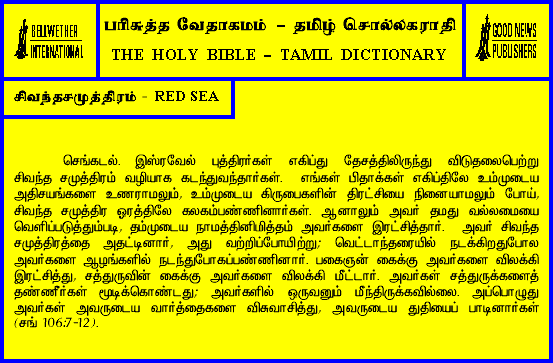 BELLWETHER
INTERNATIONAL
பரிசுத்த வேதாகமம் – தமிழ் சொல்லகராதி
THE HOLY BIBLE – TAMIL DICTIONARY
GOOD NEWS
PUBLISHERS
சிவந்தசமுத்திரம் - RED SEA
செங்கடல். இஸ்ரவேல் புத்திரர்கள் எகிப்து தேசத்திலிருந்து விடுதலைபெற்று
சிவந்த சமுத்திரம் வழியாக கடந்துவந்தார்கள். எங்கள் பிதாக்கள் எகிப்திலே உம்முடைய
அதிசயங்களை உணராமலும், உம்முடைய கிருபைகளின் திரட்சியை நினையாமலும் போய்,
சிவந்த சமுத்திர ஓரத்திலே கலகம்பண்ணினார்கள். ஆனாலும் அவர் தமது வல்லமையை
வெளிப்படுத்தும்படி, தம்முடைய நாமத்தினிமித்தம் அவர்களை இரட்சித்தார். அவர் சிவந்த
சமுத்திரத்தை அதட்டினார், அது வற்றிப்போயிற்று; வெட்டாந்தரையில் நடக்கிறதுபோல
அவர்களை ஆழங்களில் நடந்துபோகப்பண்ணினார். பகைஞன் கைக்கு அவர்களை விலக்கி
இரட்சித்து, சத்துருவின் கைக்கு அவர்களை விலக்கி மீட்டார். அவர்கள் சத்துருக்களைத்
தண்ணீர்கள் மூடிக்கொண்டது; அவர்களில் ஒருவனும் மீந்திருக்கவில்லை. அப்பொழுது
அவர்கள் அவருடைய வார்த்தைகளை விசுவாசித்து, அவருடைய துதியைப் பாடினார்கள்
(சங் 106:7-12).